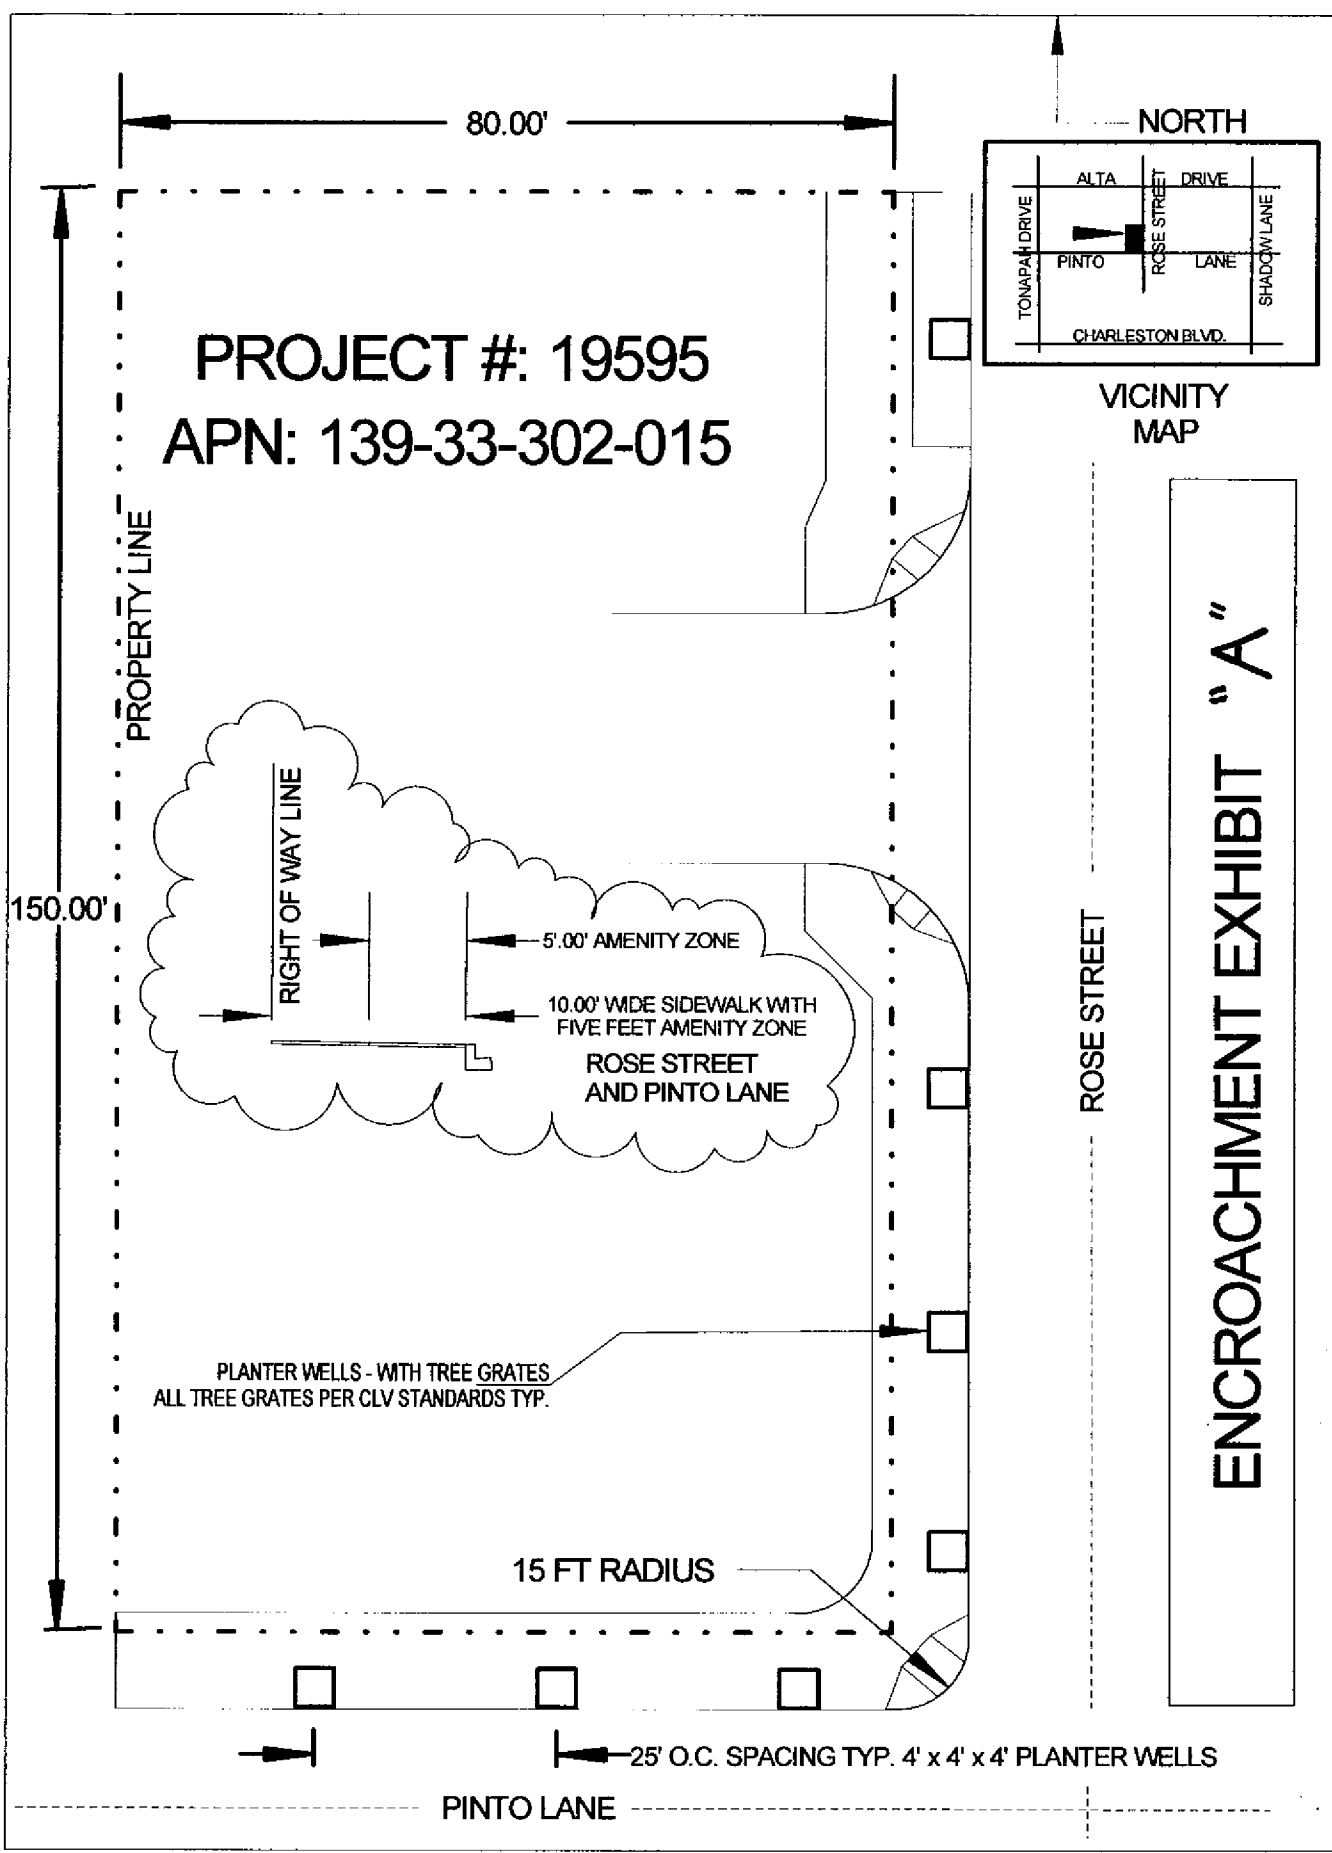 80.00'
NORTH
ALTA DRIVE
TONAPAH DRIVE
ROSE STREET
SHADOW LANE
PINTO LANE
CHARLESTON BLVD.
VICINITY
MAP
PROJECT #: 19595
APN: 139-33-302-015
PROPERTY LINE
150.00'
RIGHT OF WAY LINE
5'.00' AMENITY ZONE
10.00' WIDE SIDEWALK WITH
FIVE FEET AMENITY ZONE
ROSE STREET
AND PINTO LANE
ROSE STREET
ENCROACHMENT EXHIBIT "A"
PLANTER WELLS - WITH TREE GRATES
ALL TREE GRATES PER CLV STANDARDS TYP.
15 FT RADIUS
25' O.C. SPACING TYP. 4' x 4' x 4' PLANTER WELLS
PINTO LANE